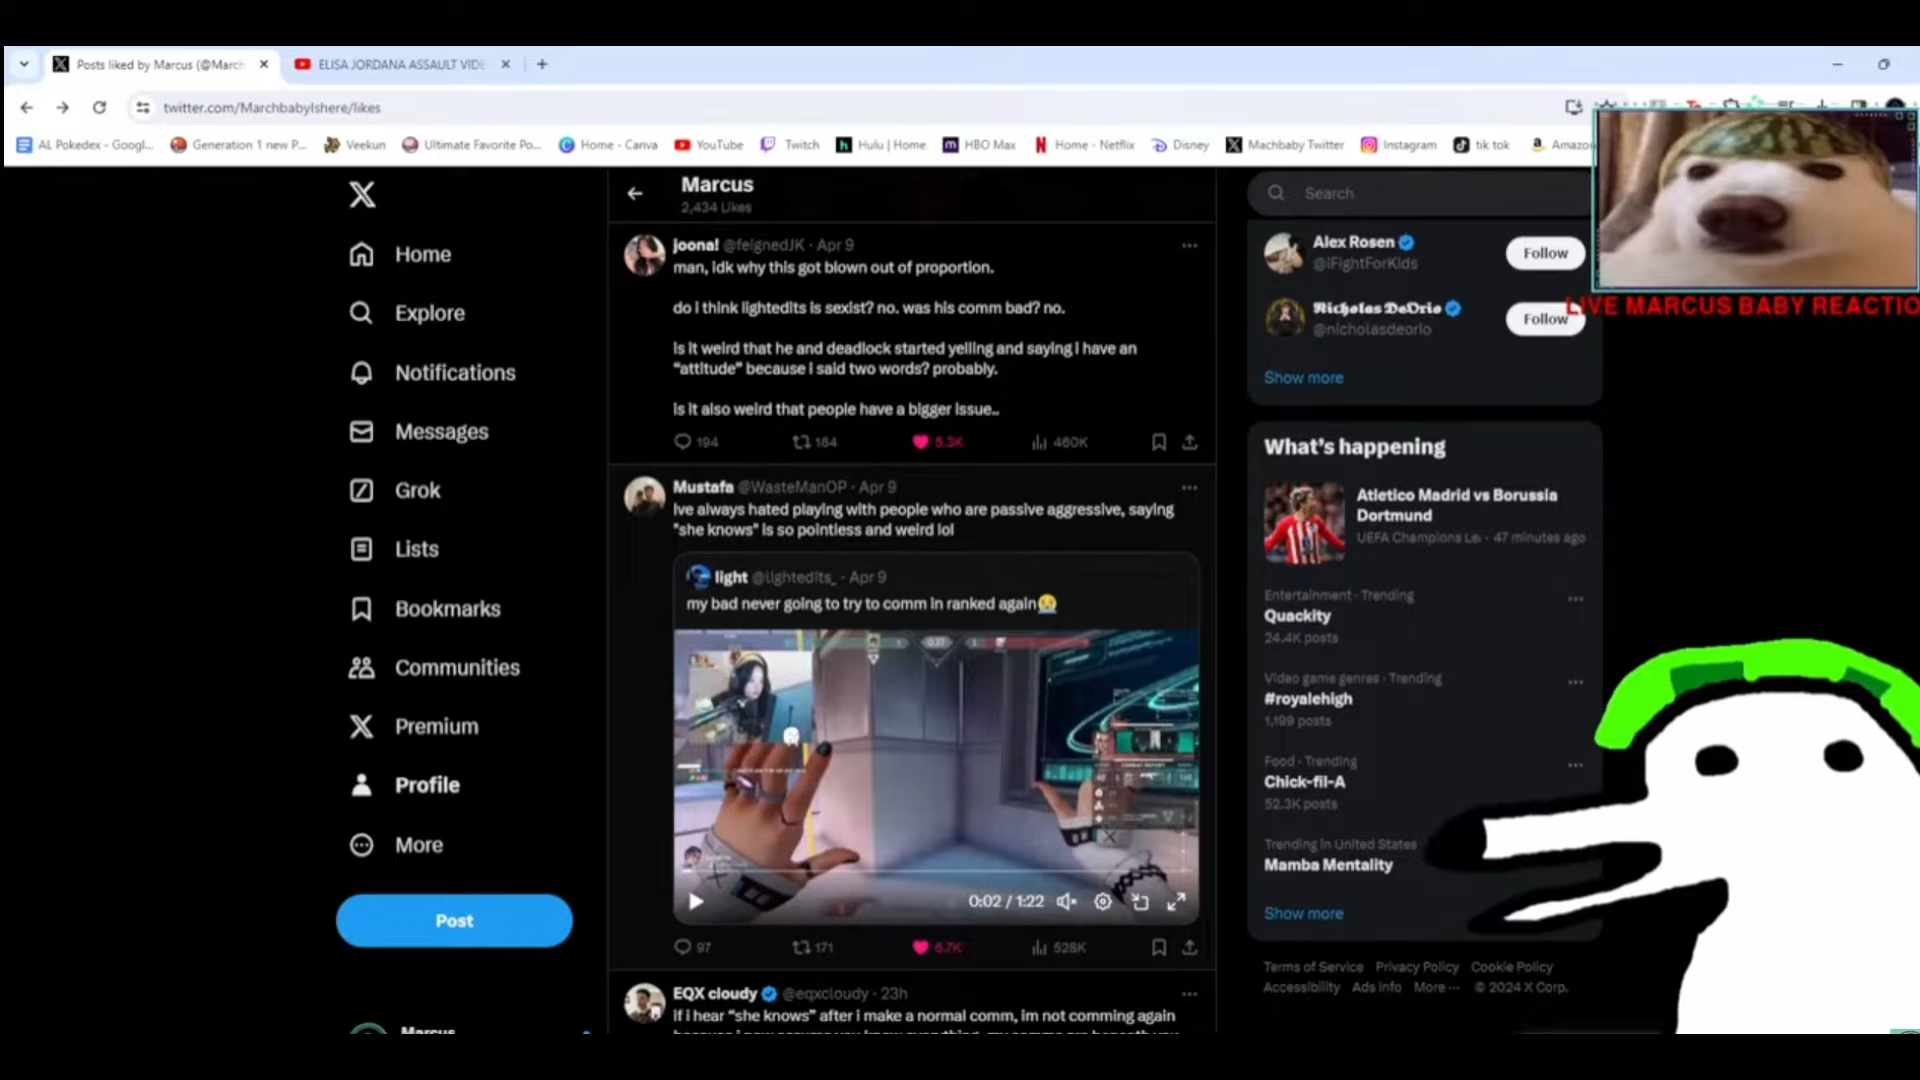 Posts liked by Marcus (@March
ELISA JORDANA ASSAULT VIDE
twitter.com/MarchbabyIshere/likes
AL Pokedex - Googl...
Generation 1 new P...
Veekun
Ultimate Favorite Po...
Home - Canva
YouTube
Twitch
Hulu | Home
HBO Max
Home - Netflix
Disney
Machbaby Twitter
Instagram
tik tok
Amazo
Home
Explore
Notifications
Messages
Grok
Lists
Bookmarks
Communities
Premium
Profile
More
Post
Marcus
Marcus
2,434 Likes
joona! @feignedJK · Apr 9
man, idk why this got blown out of proportion.
do i think lightedits is sexist? no. was his comm bad? no.
is it weird that he and deadlock started yelling and saying i have an
“attitude” because i said two words? probably.
is it also weird that people have a bigger issue..
194
164
5.3K
460K
Mustafa @WasteManOP · Apr 9
Ive always hated playing with people who are passive aggressive, saying
"she knows" is so pointless and weird lol
light @lightedits_ · Apr 9
my bad never going to try to comm in ranked again😭
0:37
COMBAT REPORT
0:02 / 1:22
97
171
6.7K
528K
EQX cloudy @eqxcloudy · 23h
if i hear “she knows” after i make a normal comm, im not comming again
Search
Alex Rosen
@iFightForKids
Follow
Nicholas DeOrio
@nicholasdeorio
Follow
Show more
What’s happening
Atletico Madrid vs Borussia
Dortmund
UEFA Champions Le · 47 minutes ago
Entertainment · Trending
Quackity
24.4K posts
Video game genres · Trending
#royalehigh
1,199 posts
Food · Trending
Chick-fil-A
52.3K posts
Trending in United States
Mamba Mentality
Show more
Terms of Service Privacy Policy Cookie Policy
Accessibility Ads info More ··· © 2024 X Corp.
LIVE MARCUS BABY REACTIO